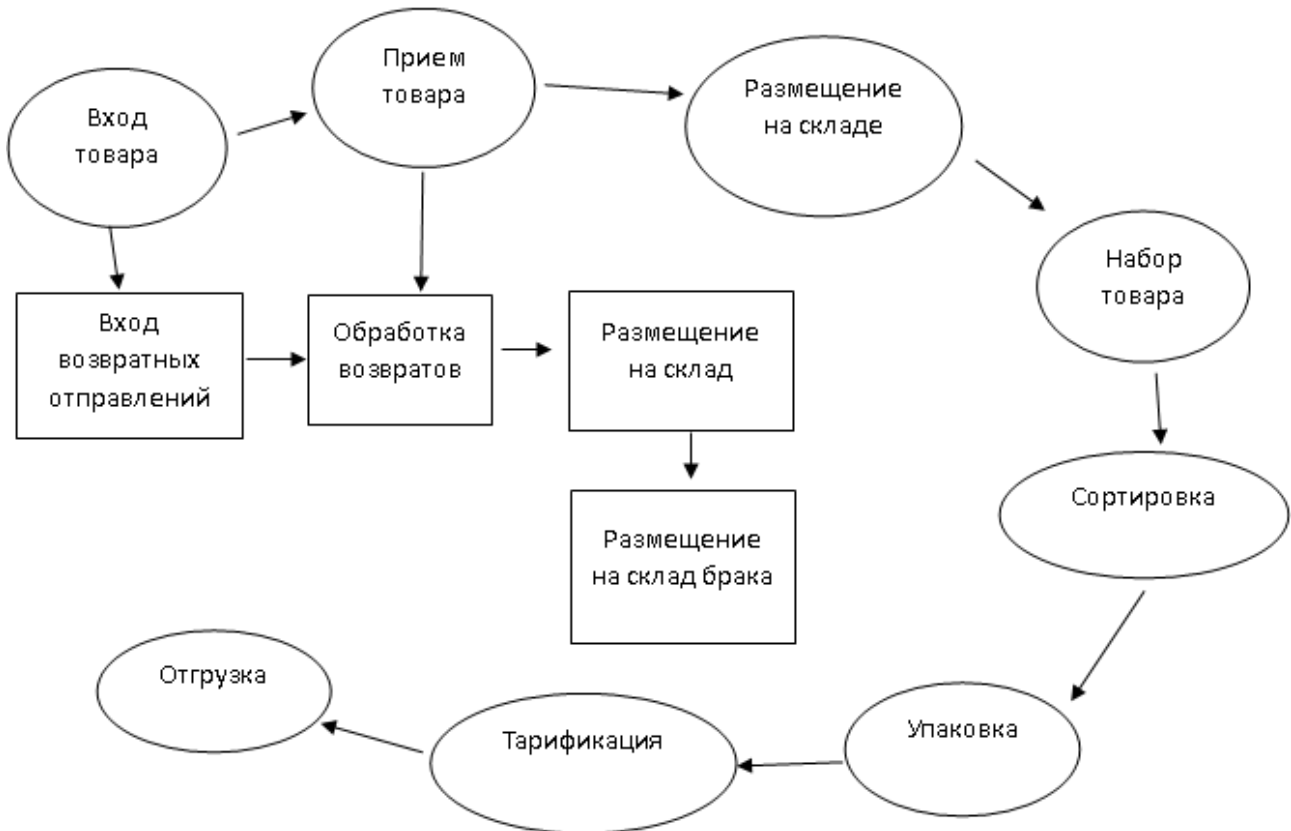 Вход
товара
Прием
товара
Размещение
на складе
Набор
товара
Вход
возвратных
отправлений
Обработка
возвратов
Размещение
на склад
Размещение
на склад брака
Сортировка
Упаковка
Тарификация
Отгрузка